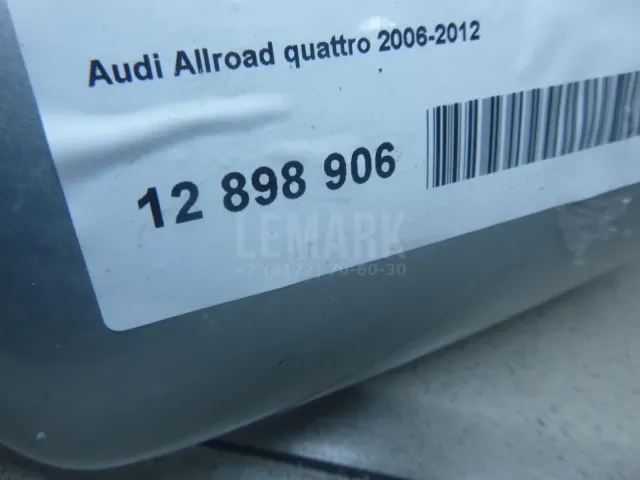 Audi Allroad quattro 2006-2012
12 898 906
LEMARK
+7 (8172) 70-60-30